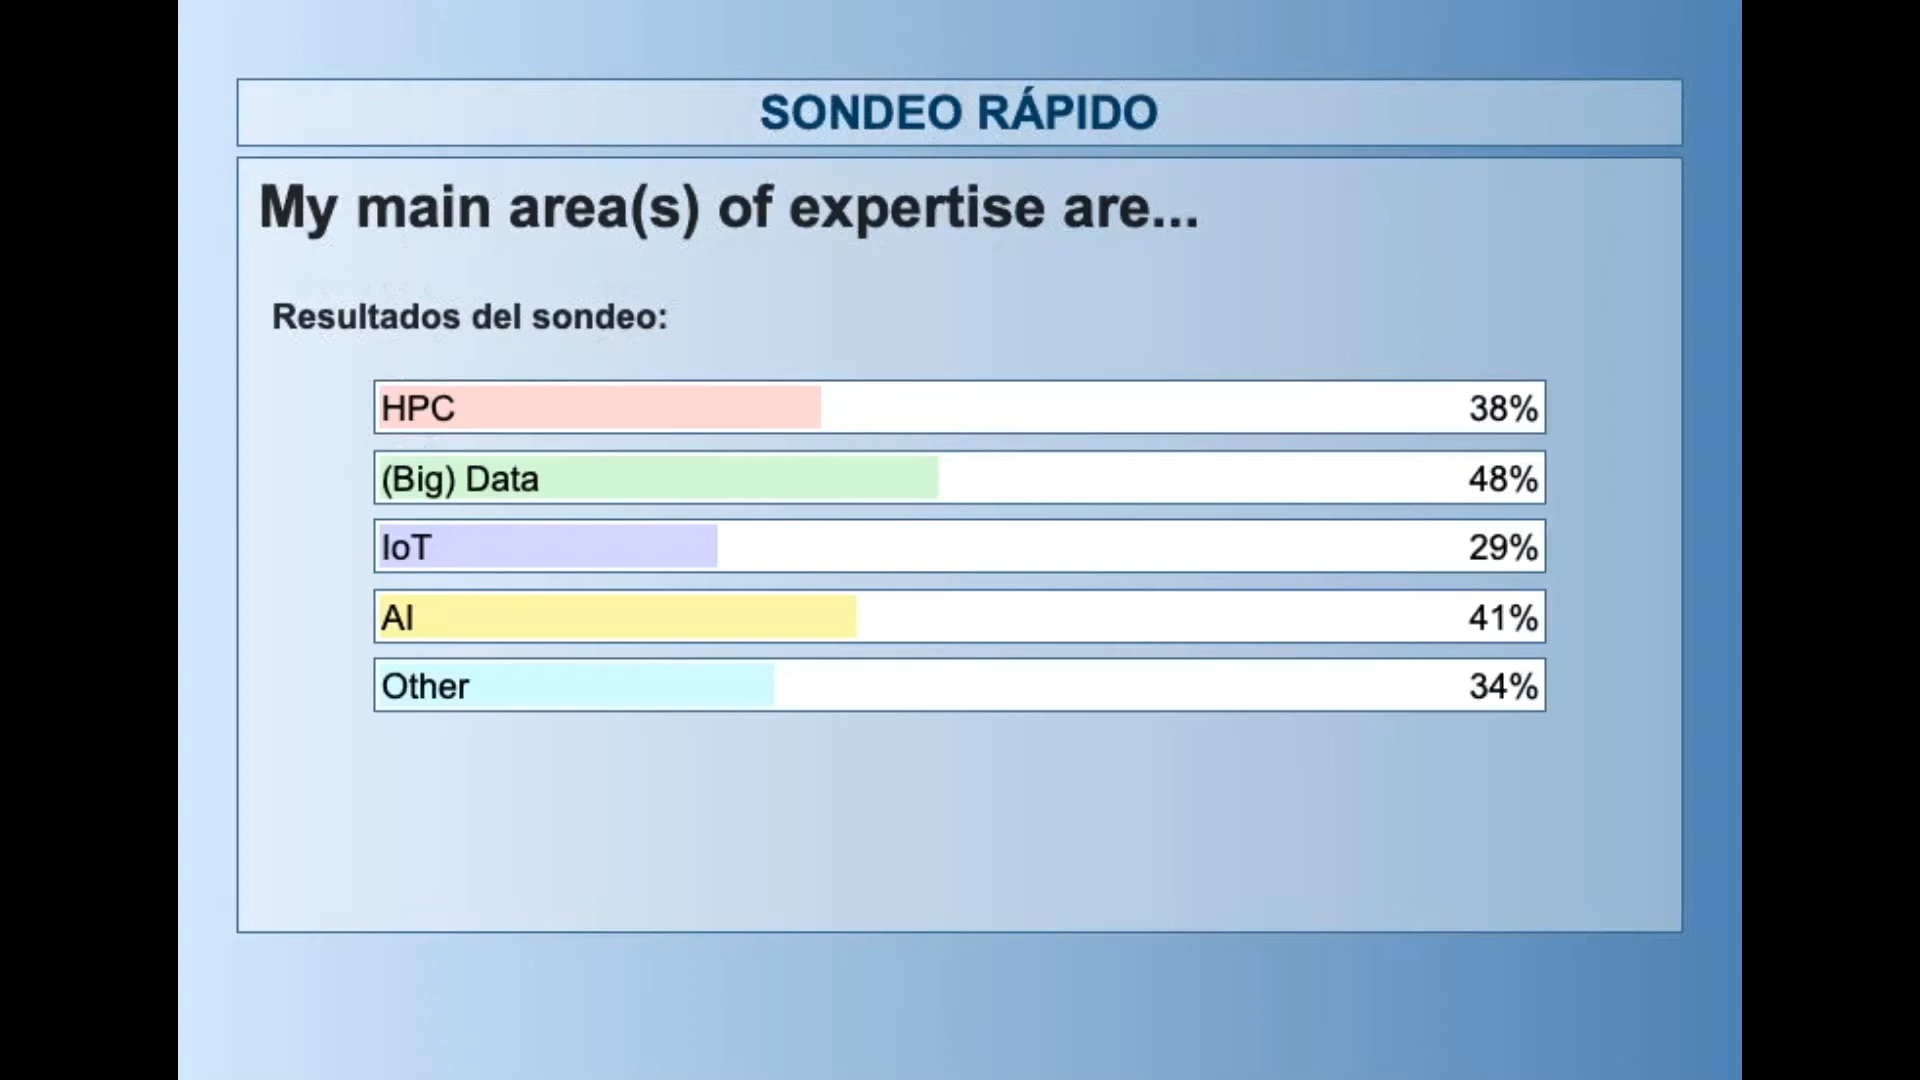 SONDEO RÁPIDO
My main area(s) of expertise are...
Resultados del sondeo:
HPC 38%
(Big) Data 48%
IoT 29%
AI 41%
Other 34%